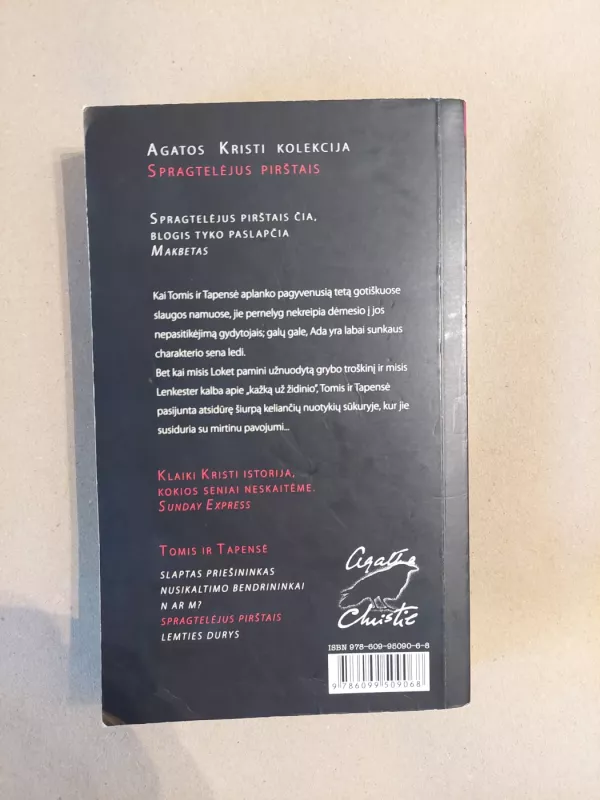 Agatos Kristi kolekcija
Spragtelėjus pirštais
Spragtelėjus pirštais čia,
blogis tyko paslapčia
Makbetas
Kai Tomis ir Tapensė aplanko pagyvenusią tetą gotiškuose
slaugos namuose, jie pernelyg nekreipia dėmesio į jos
nepasitikėjimą gydytojais; galų gale, Ada yra labai sunkaus
charakterio sena ledi.
Bet kai misis Loket pamini užnuodytą grybo troškinį ir misis
Lenkester kalba apie „kažką už židinio", Tomis ir Tapensė
pasijunta atsidūrę šiurpą keliančių nuotykių sūkuryje, kur jie
susiduria su mirtinu pavojumi...
Klaiki Kristi istorija,
kokios seniai neskaitėme.
Sunday Express
Tomis ir Tapensė
SLAPTAS PRIEŠININKAS
NUSIKALTIMO BENDRININKAI
N AR M?
SPRAGTELĖJUS PIRŠTAIS
LEMTIES DURYS
Agatha
Christie
ISBN 978-609-95090-6-8
9 786099 509068